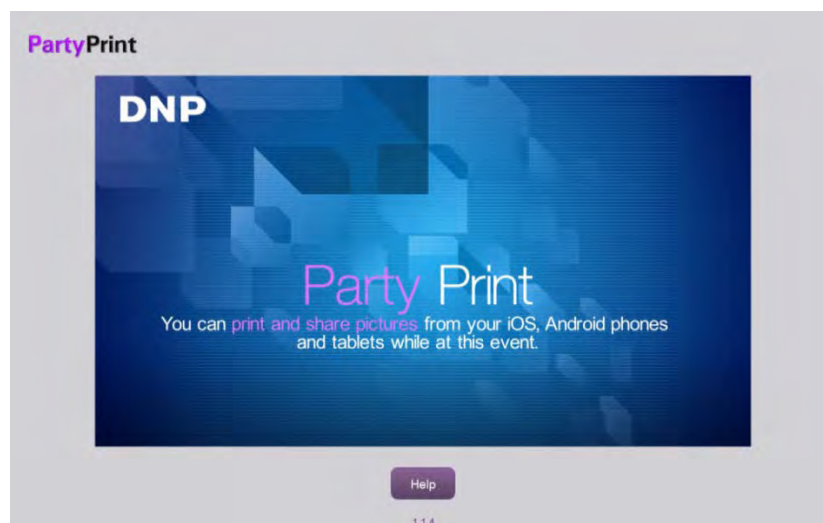 PartyPrint
DNP
Party Print
You can print and share pictures from your iOS, Android phones
and tablets while at this event.
Help